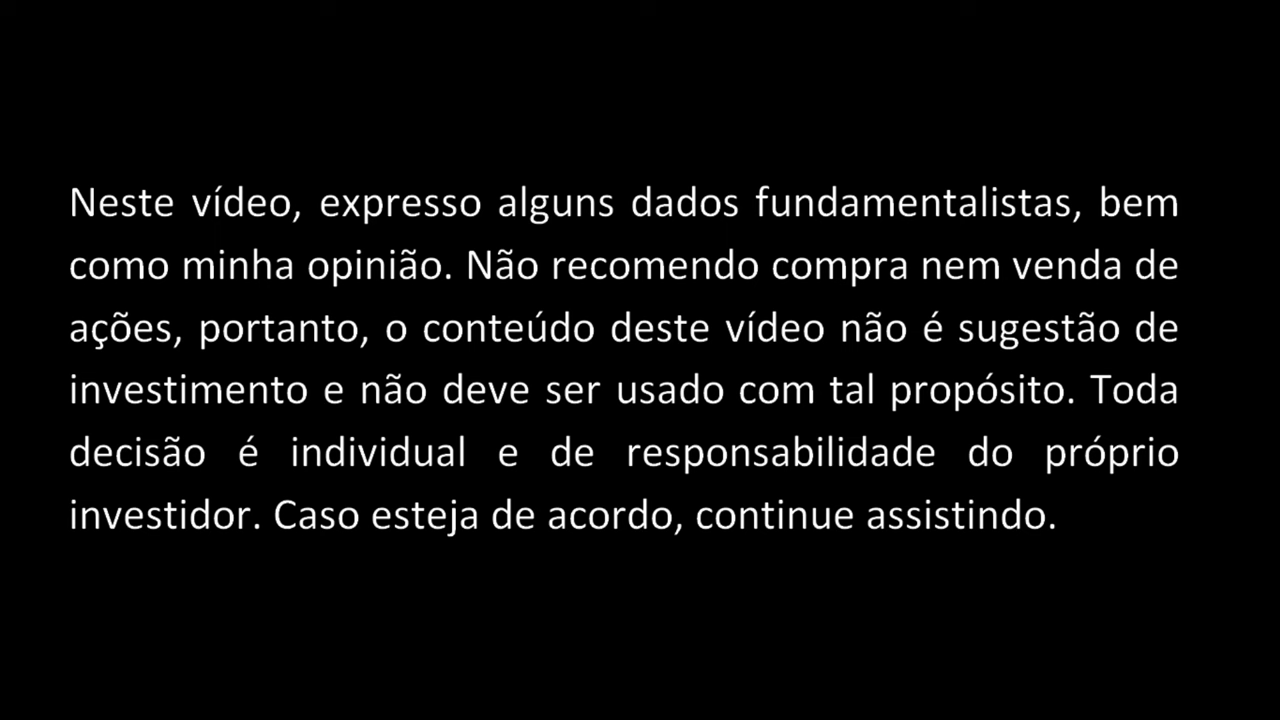 Neste vídeo, expresso alguns dados fundamentalistas, bem
como minha opinião. Não recomendo compra nem venda de
ações, portanto, o conteúdo deste vídeo não é sugestão de
investimento e não deve ser usado com tal propósito. Toda
decisão é individual e de responsabilidade do próprio
investidor. Caso esteja de acordo, continue assistindo.